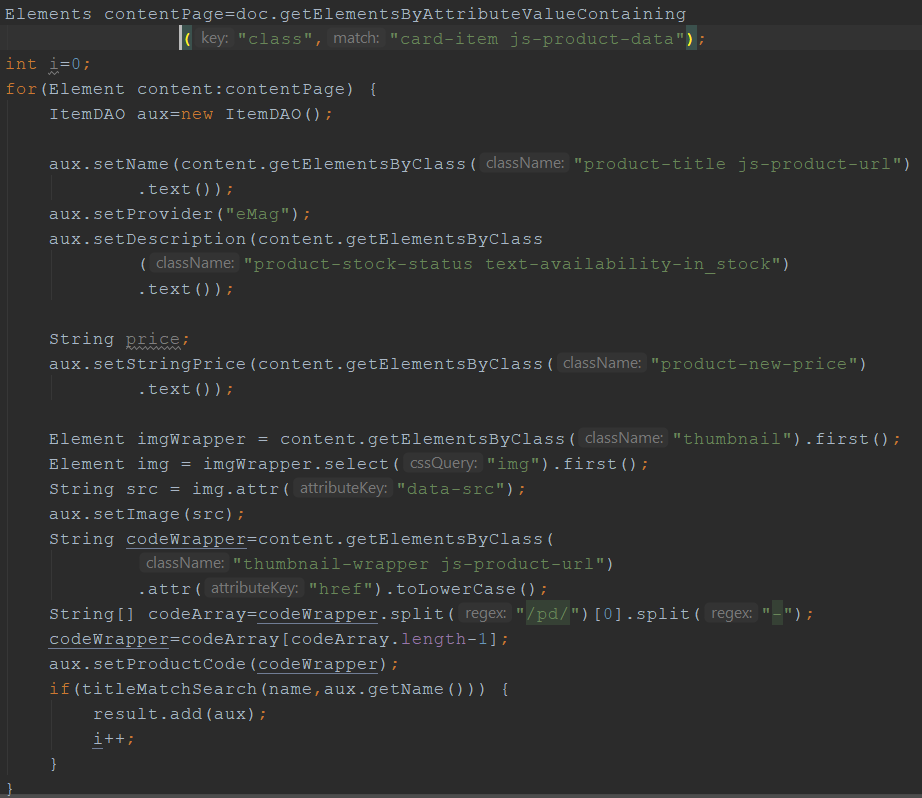 Elements contentPage=doc.getElementsByAttributeValueContaining
( key: "class", match: "card-item js-product-data");
int i=0;
for(Element content:contentPage) {
ItemDAO aux=new ItemDAO();
aux.setName(content.getElementsByClass( className: "product-title js-product-url")
.text());
aux.setProvider("eMag");
aux.setDescription(content.getElementsByClass
( className: "product-stock-status text-availability-in_stock")
.text());
String price;
aux.setStringPrice(content.getElementsByClass( className: "product-new-price")
.text());
Element imgWrapper = content.getElementsByClass( className: "thumbnail").first();
Element img = imgWrapper.select( cssQuery: "img").first();
String src = img.attr( attributeKey: "data-src");
aux.setImage(src);
String codeWrapper=content.getElementsByClass(
className: "thumbnail-wrapper js-product-url")
.attr( attributeKey: "href").toLowerCase();
String[] codeArray=codeWrapper.split( regex: "/pd/")[0].split( regex: "-");
codeWrapper=codeArray[codeArray.length-1];
aux.setProductCode(codeWrapper);
if(titleMatchSearch(name,aux.getName())) {
result.add(aux);
i++;
}
}